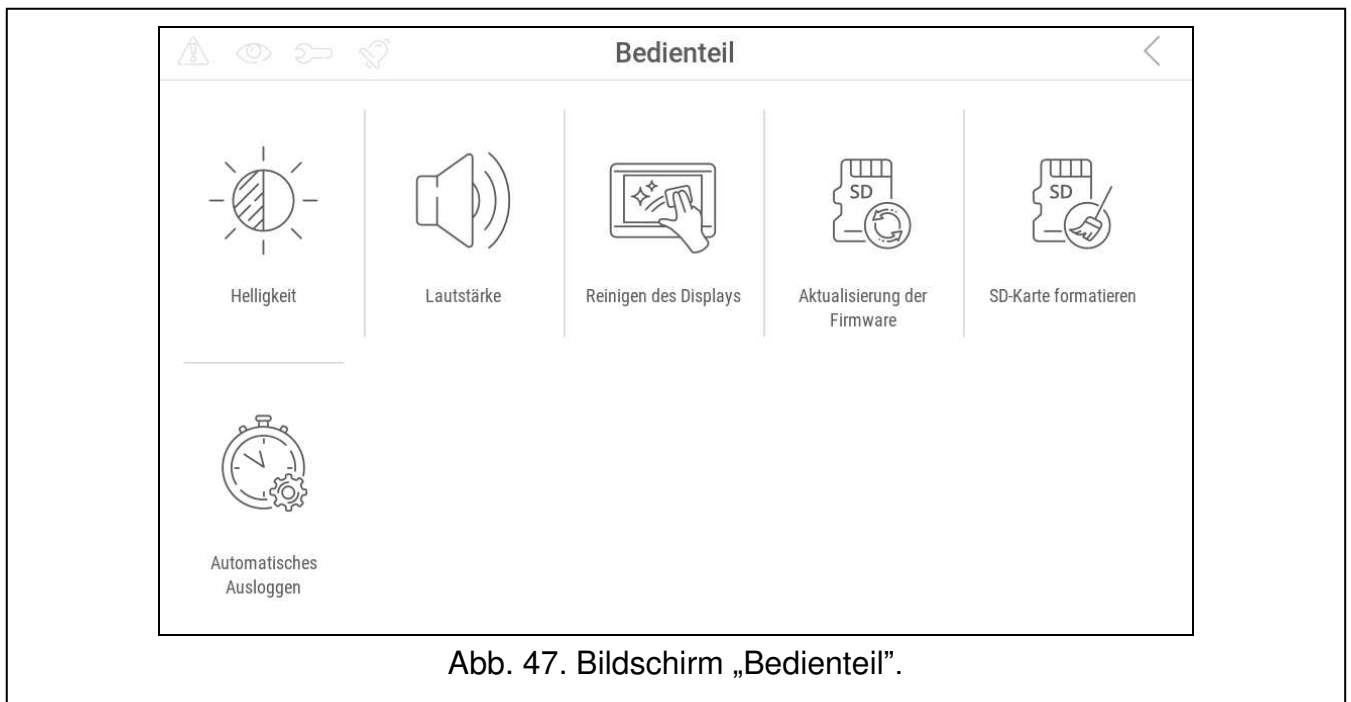 Bedienteil
SD
SD
Helligkeit
Lautstärke
Reinigen des Displays
Aktualisierung der
Firmware
SD-Karte formatieren
Automatisches
Ausloggen
Abb. 47. Bildschirm „Bedienteil”.